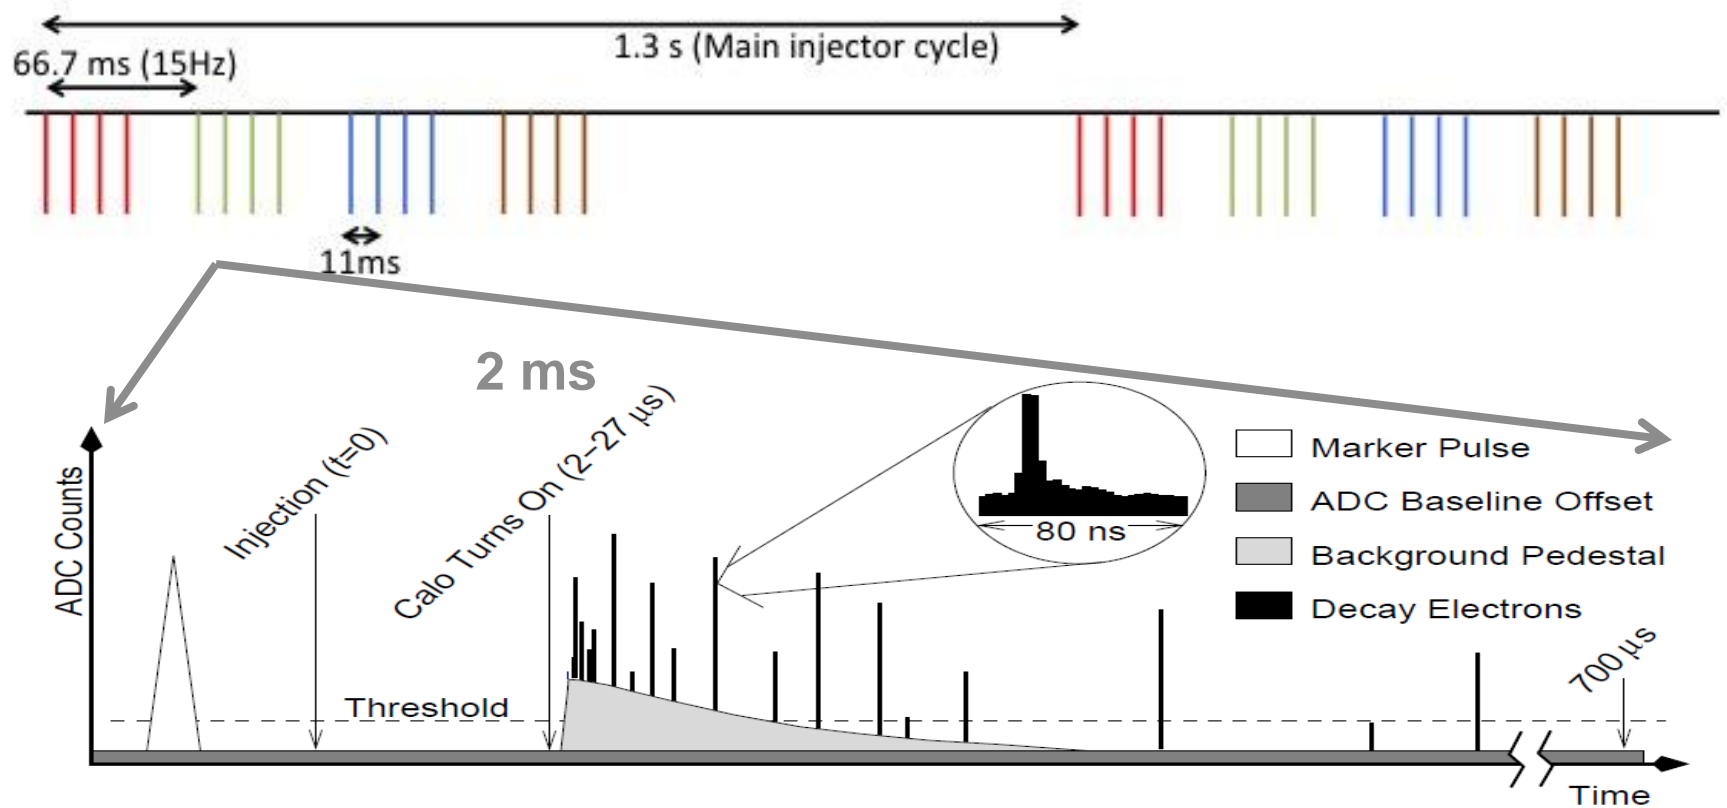 1.3 s (Main injector cycle)
66.7 ms (15Hz)
11ms
2 ms
ADC Counts
Injection (t=0)
Calo Turns On (2−27 μs)
80 ns
Marker Pulse
ADC Baseline Offset
Background Pedestal
Decay Electrons
Threshold
700 μs
Time